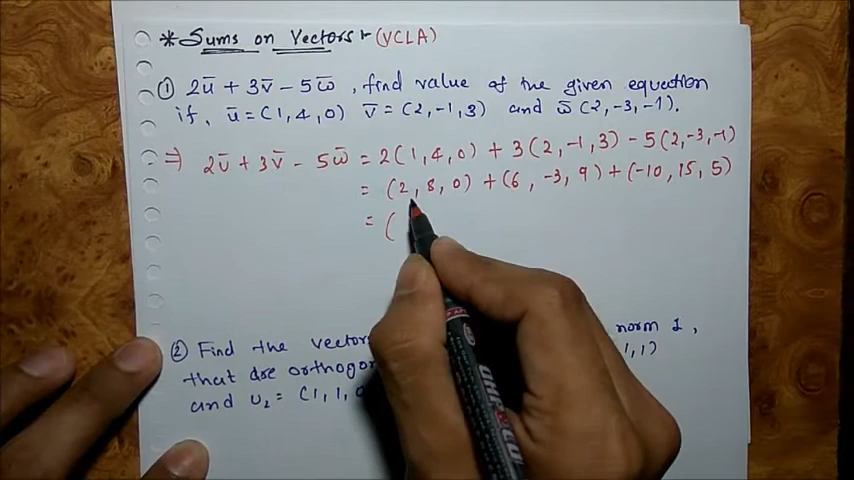 * Sums on Vectors :- (VCLA)
① 2ū + 3v̄ - 5w̄ , find value of the given equation
if, ū = (1, 4, 0) v̄ = (2, -1, 3) and w̄ (2, -3, -1).
⇒ 2ū + 3v̄ - 5w̄ = 2(1, 4, 0) + 3(2, -1, 3) - 5(2, -3, -1)
= (2, 8, 0) + (6, -3, 9) + (-10, 15, 5)
= (
② Find the vectors norm 1,
that are 1, 1)
and u₂ = (1, 1,